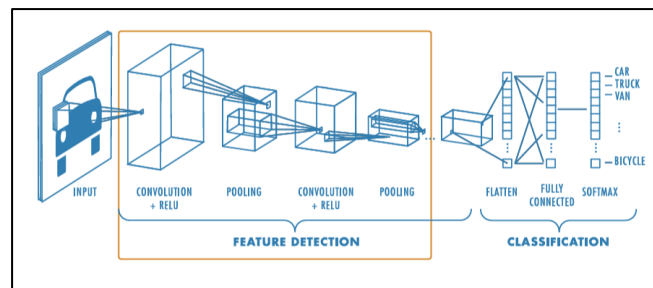 CAR
TRUCK
VAN
BICYCLE
INPUT
CONVOLUTION
+ RELU
POOLING
CONVOLUTION
+ RELU
POOLING
FLATTEN
FULLY
CONNECTED
SOFTMAX
FEATURE DETECTION
CLASSIFICATION